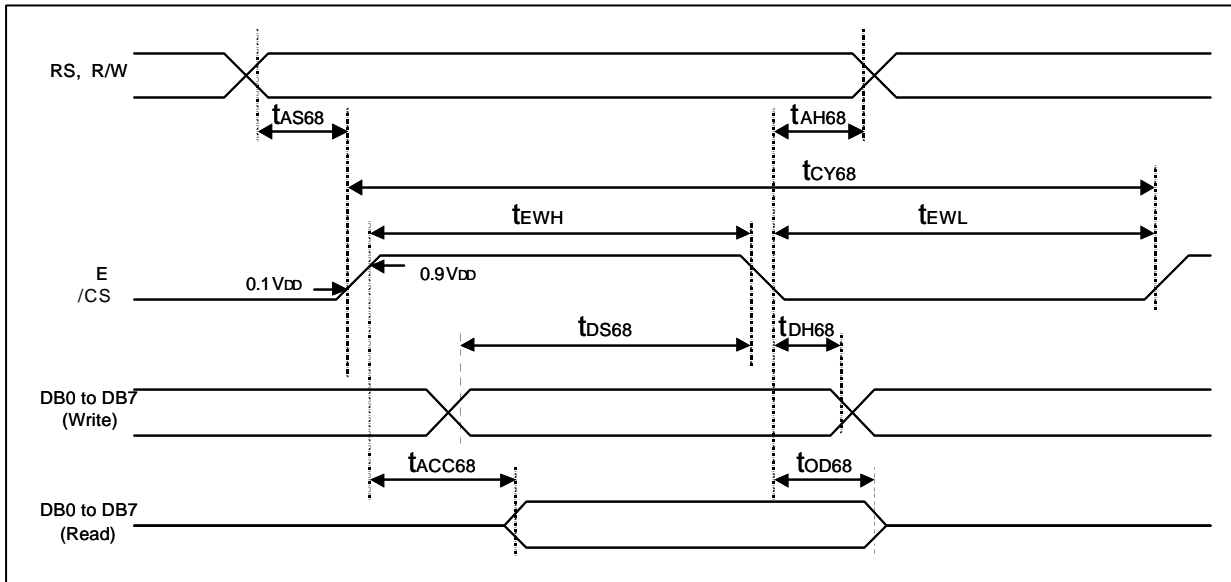 RS, R/W
tAS68
tAH68
tCY68
tEWH
tEWL
E
/CS
0.1VDD
0.9VDD
tDS68
tDH68
DB0 to DB7
(Write)
tACC68
tOD68
DB0 to DB7
(Read)